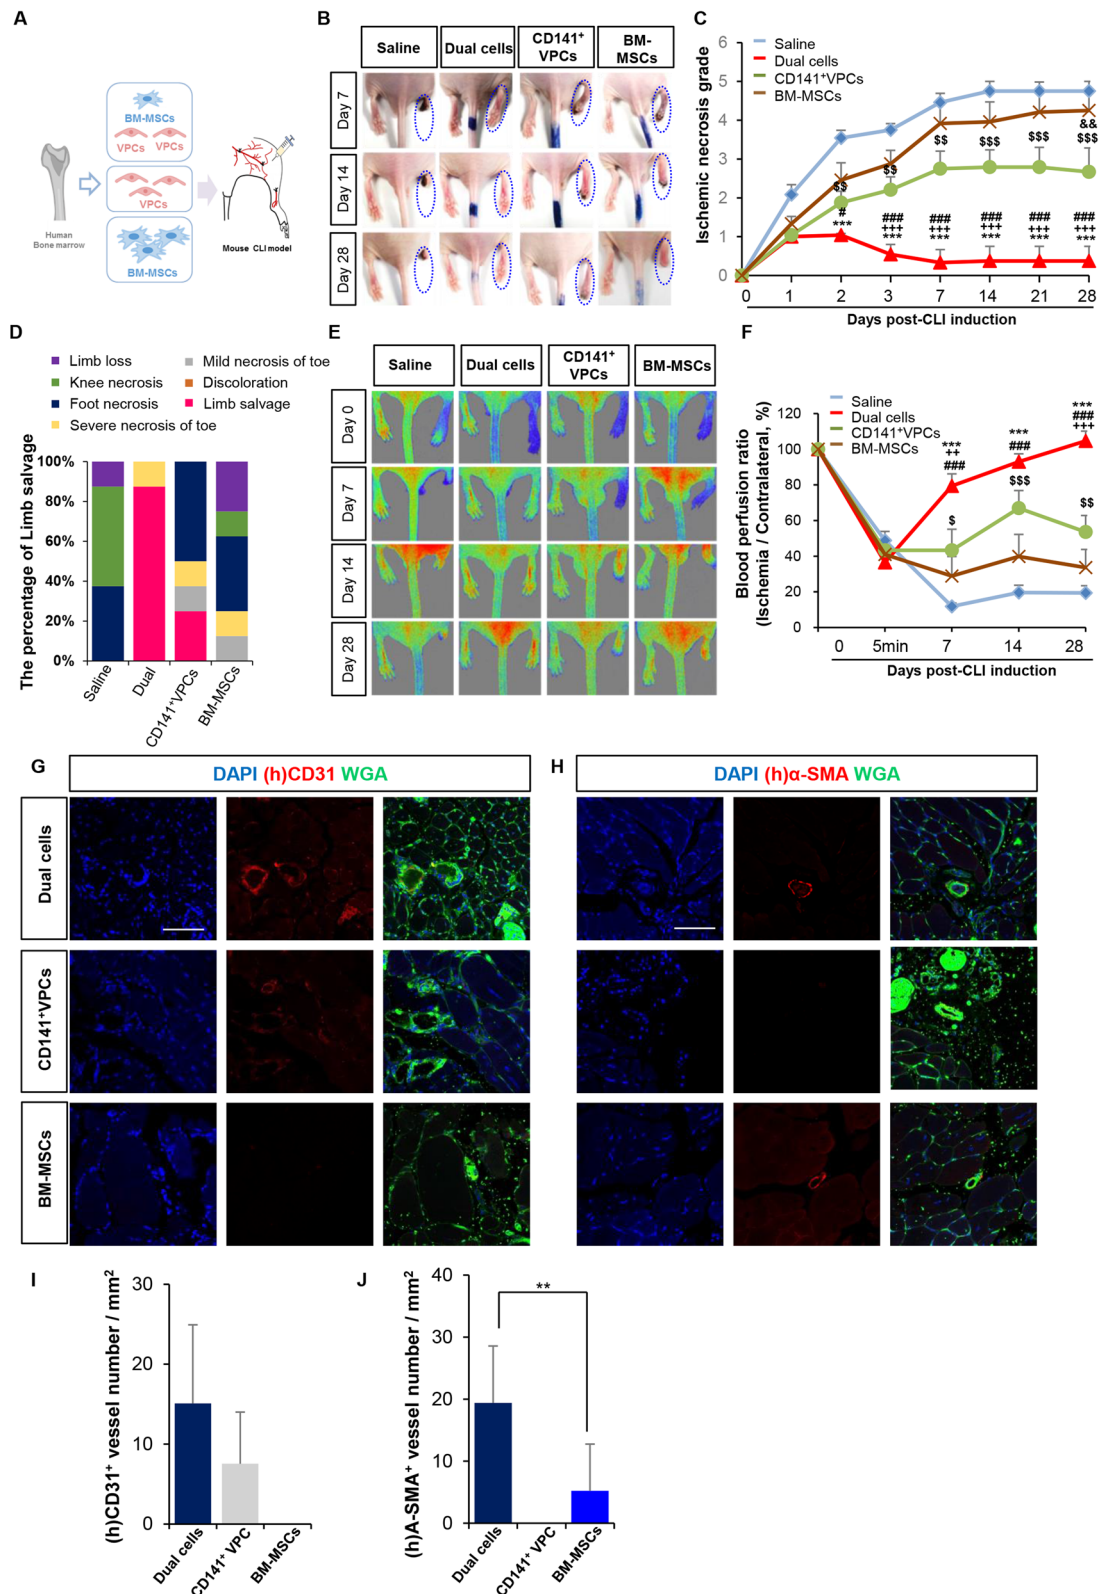 A
BM-MSCs
VPCs VPCs
VPCs
BM-MSCs
Human
Bone marrow
Mouse CLI model
B
Saline
Dual cells
CD141+
VPCs
BM-
MSCs
Day 7
Day 14
Day 28
C
Ischemic necrosis grade
6
5
4
3
2
1
0
Saline
Dual cells
CD141+VPCs
BM-MSCs
$$
#
***
$$
###
+++
***
$$
###
+++
***
$$$
###
+++
***
$$$
###
+++
***
&&
$$$
###
+++
***
0 1 2 3 7 14 21 28
Days post-CLI induction
D
Limb loss
Knee necrosis
Foot necrosis
Severe necrosis of toe
Mild necrosis of toe
Discoloration
Limb salvage
The percentage of Limb salvage
100%
80%
60%
40%
20%
0%
Saline
Dual
CD141+VPCs
BM-MSCs
E
Saline
Dual cells
CD141+
VPCs
BM-MSCs
Day 0
Day 7
Day 14
Day 28
F
Blood perfusion ratio
(Ischemia / Contralateral, %)
120
100
80
60
40
20
0
Saline
Dual cells
CD141+VPCs
BM-MSCs
***
++
###
$
***
###
$$$
***
###
+++
$$
0 5min 7 14 28
Days post-CLI induction
G
DAPI (h)CD31 WGA
Dual cells
CD141+VPCs
BM-MSCs
H
DAPI (h)α-SMA WGA
I
(h)CD31+ vessel number / mm2
30
20
10
0
Dual cells
CD141+ VPC
BM-MSCs
J
(h)A-SMA+ vessel number / mm2
40
30
20
10
0
**
Dual cells
CD141+ VPC
BM-MSCs